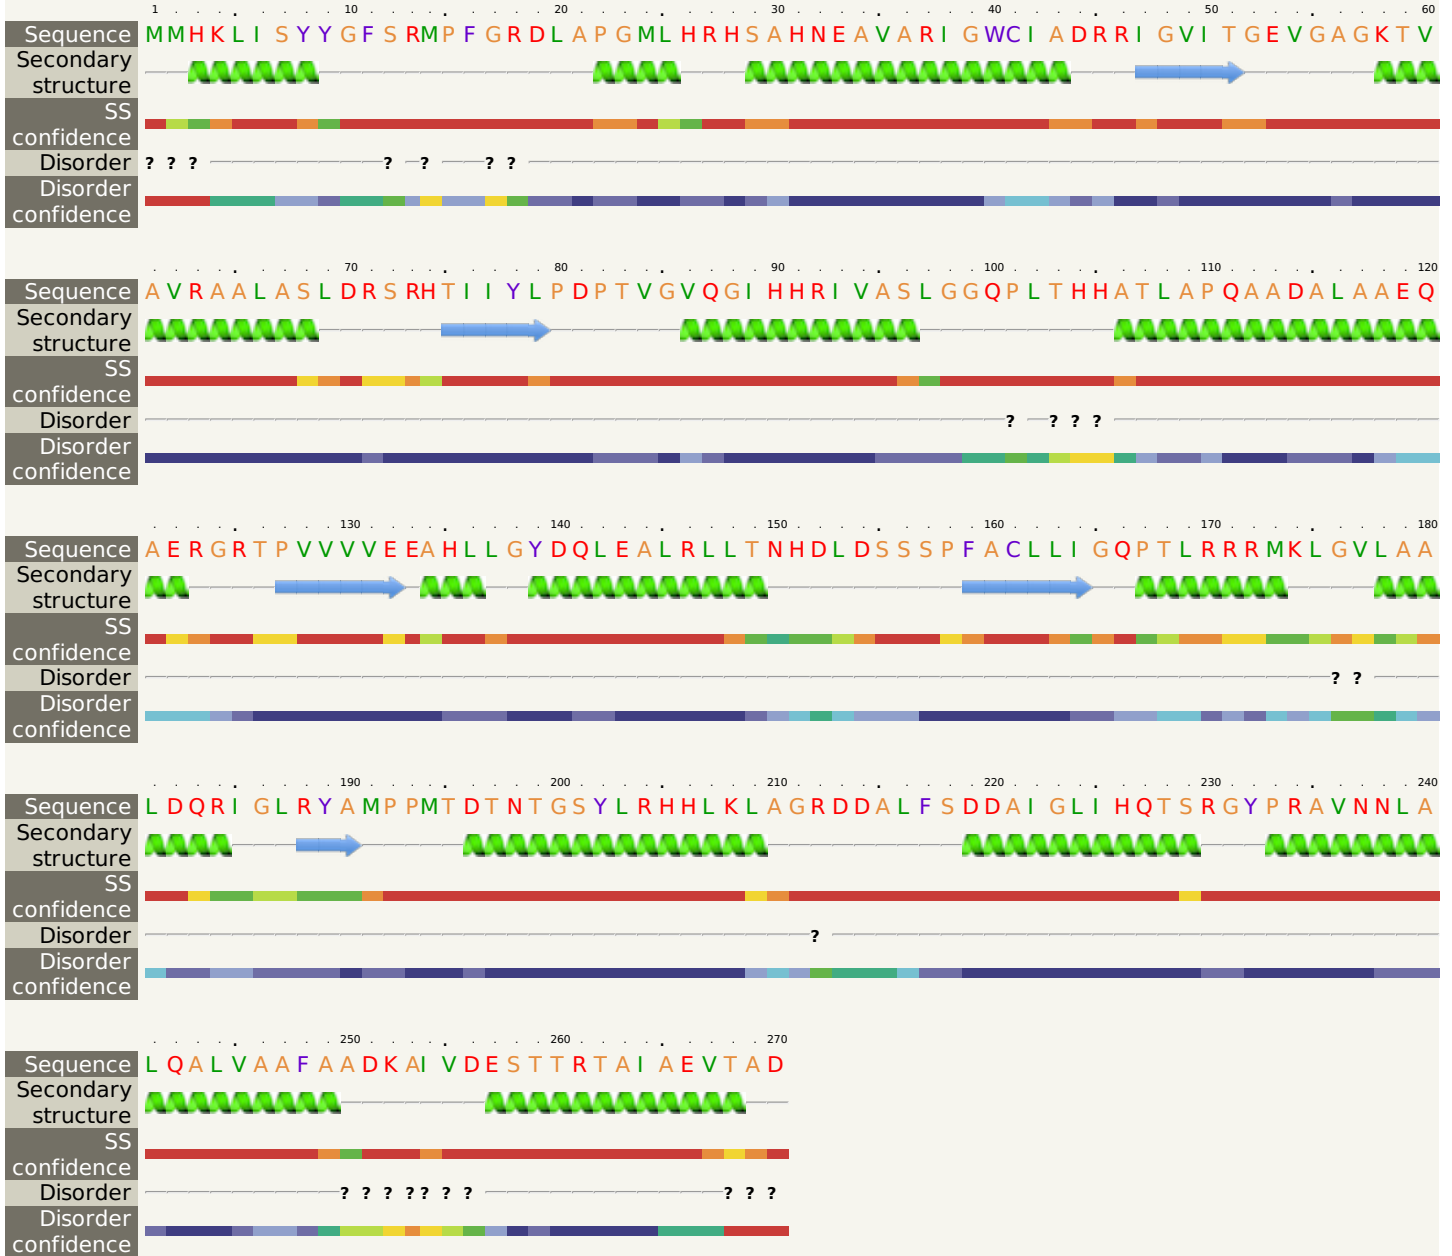 1 10 20 30 40 50 60
Sequence MMHKLISYYGFSRMPFGRDLAPGMLHRHSAHNEAVARIGWCIADRRIGVITGEVGAGKTV
Secondary
structure
SS
confidence
Disorder ? ? ? ? ? ? ?
Disorder
confidence
70 80 90 100 110 120
Sequence AVRAALASLDRSRHTIIYLPDPTVGVQGIHHRIVASLGGQPLTHHATLAPQAADALAAEQ
Secondary
structure
SS
confidence
Disorder ? ? ? ?
Disorder
confidence
130 140 150 160 170 180
Sequence AERGRTPVVVVEEAHLLGYDQLEALRLLTNHDLDSSSPFACLLIGQPTLRRRMKLGVLAA
Secondary
structure
SS
confidence
Disorder ? ?
Disorder
confidence
190 200 210 220 230 240
Sequence LDQRIGLRYAMPPMTDTNTGSYLRHHLKLAGRDDALFSDDAIGLIHQTSRGYPRAVNNLA
Secondary
structure
SS
confidence
Disorder ?
Disorder
confidence
250 260 270
Sequence LQALVAAFAADKAIVDESTTRTAIAEVTAD
Secondary
structure
SS
confidence
Disorder ? ? ? ? ? ? ? ? ? ?
Disorder
confidence